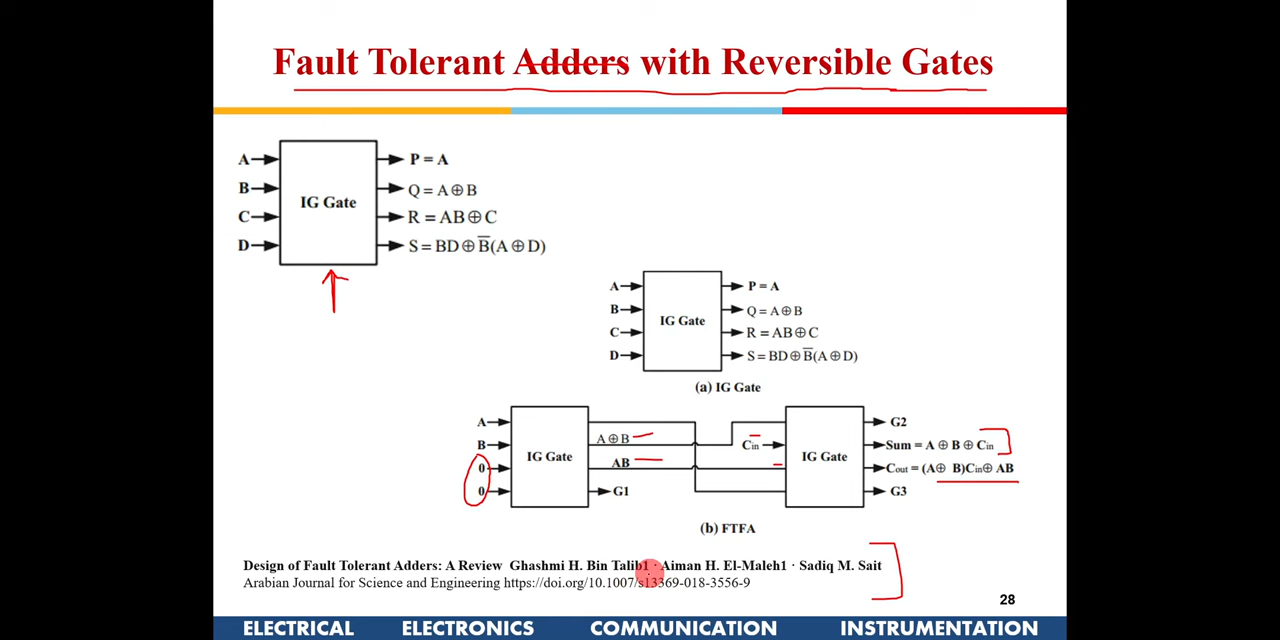 Fault Tolerant Adders with Reversible Gates
A
B
C
D
IG Gate
P = A
Q = A⊕B
R = AB⊕C
S = BD⊕B̅(A⊕D)
A
B
C
D
IG Gate
P = A
Q = A⊕B
R = AB⊕C
S = BD⊕B̅(A⊕D)
(a) IG Gate
A
B
0
0
IG Gate
A⊕B
AB
G1
Cin
IG Gate
G2
Sum = A ⊕ B ⊕ Cin
Cout = (A⊕ B)Cin⊕ AB
G3
(b) FTFA
Design of Fault Tolerant Adders: A Review Ghashmi H. Bin Talib1 · Aiman H. El-Maleh1 · Sadiq M. Sait
Arabian Journal for Science and Engineering https://doi.org/10.1007/s13369-018-3556-9
28
ELECTRICAL ELECTRONICS COMMUNICATION INSTRUMENTATION